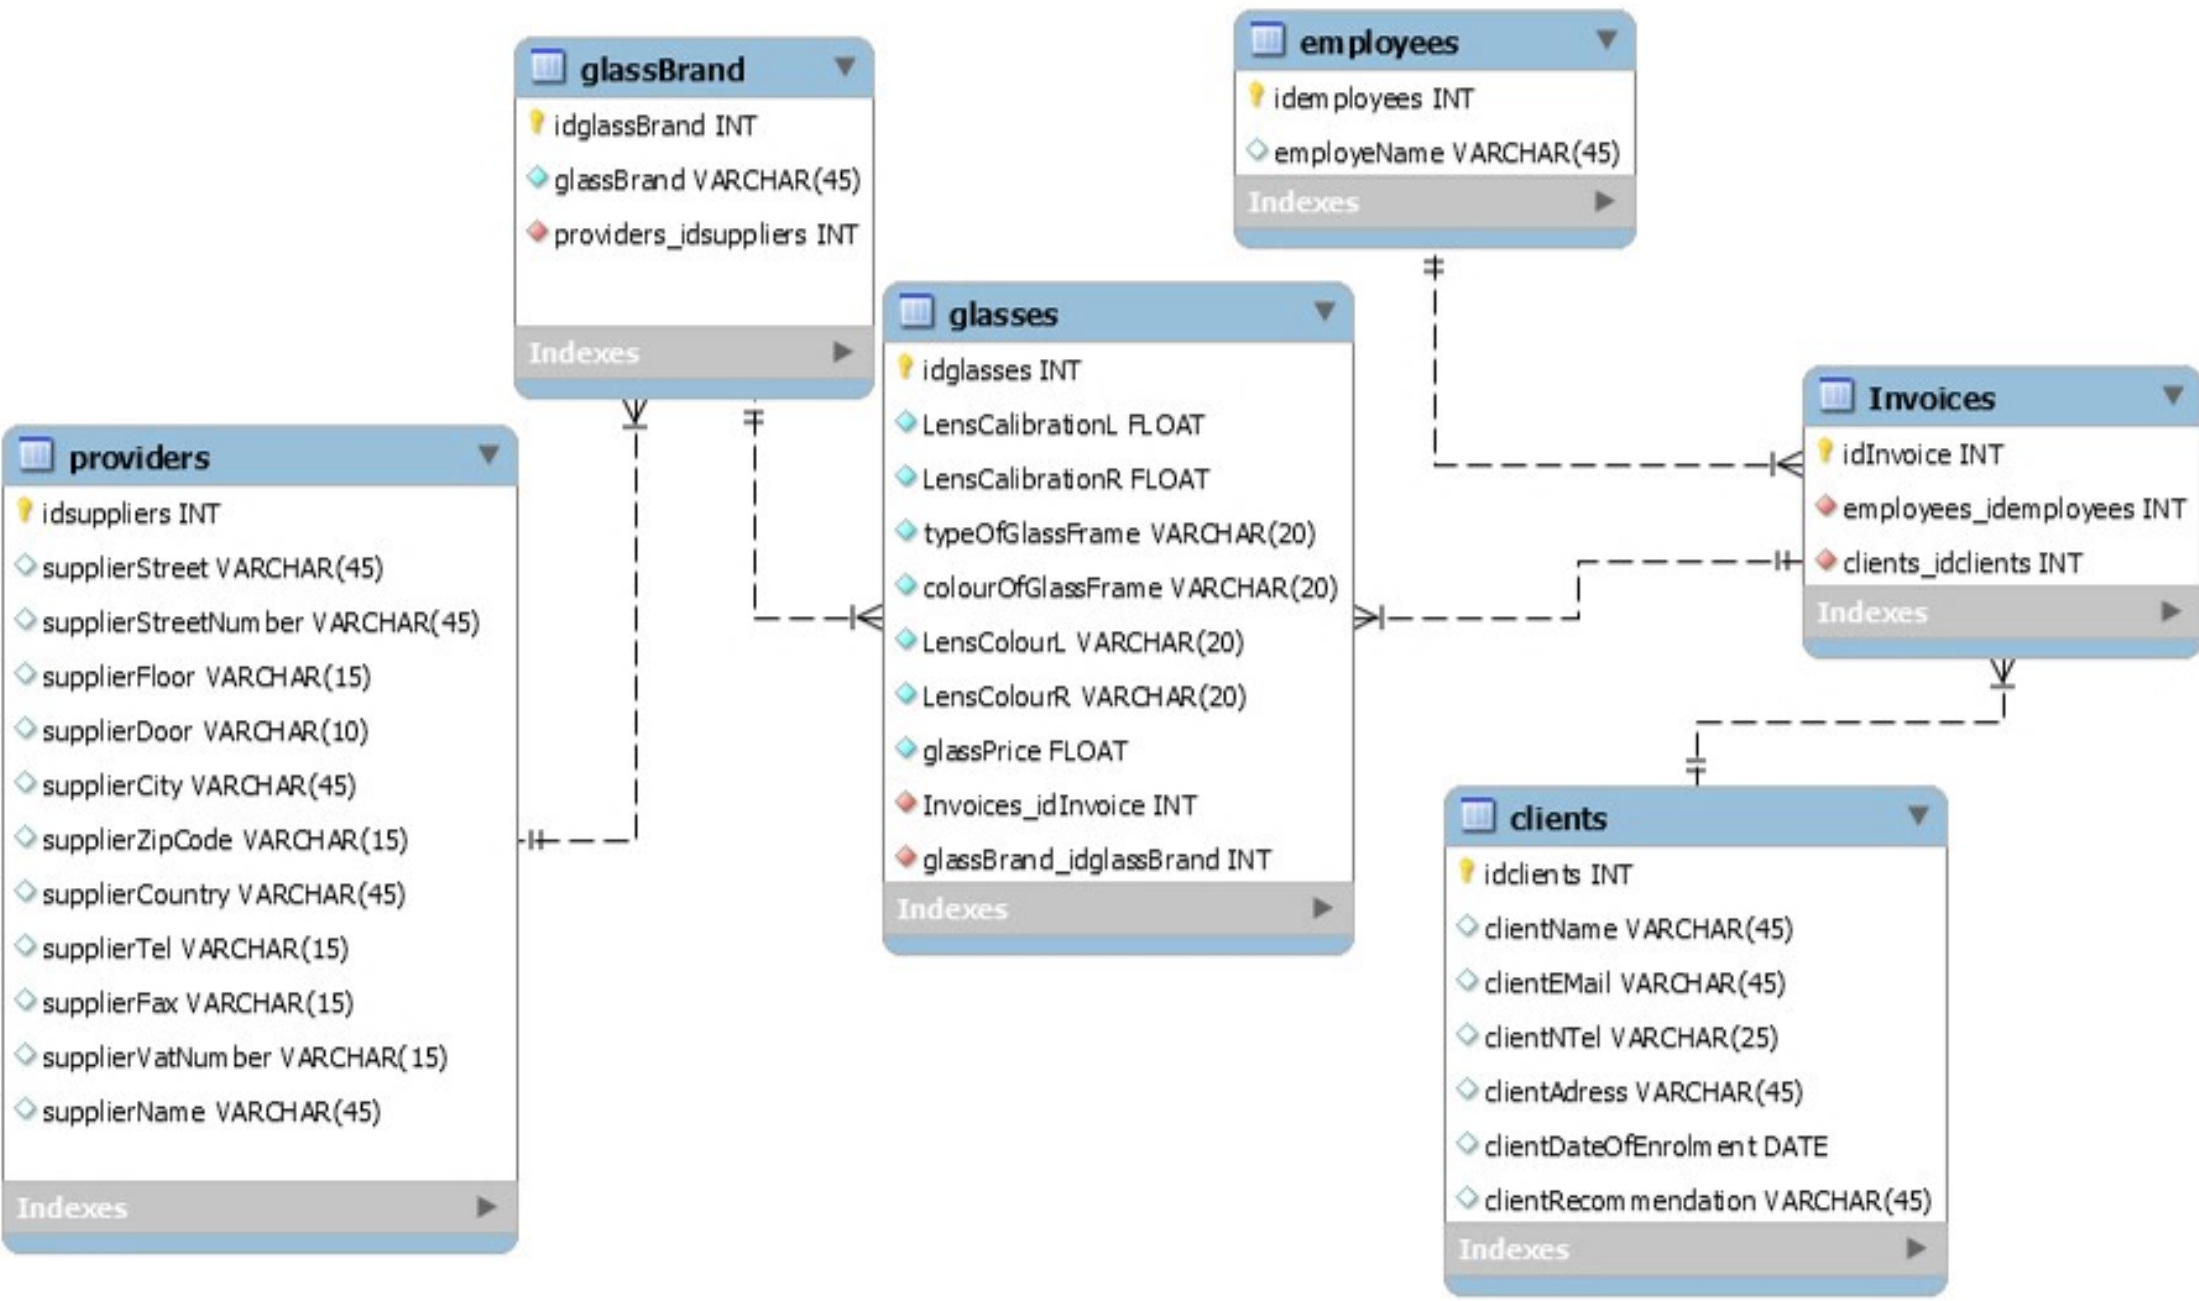 glassBrand
idglassBrand INT
glassBrand VARCHAR(45)
providers_idsuppliers INT
Indexes
employees
idemployees INT
employeName VARCHAR(45)
Indexes
glasses
idglasses INT
LensCalibrationL FLOAT
LensCalibrationR FLOAT
typeOfGlassFrame VARCHAR(20)
colourOfGlassFrame VARCHAR(20)
LensColourL VARCHAR(20)
LensColourR VARCHAR(20)
glassPrice FLOAT
Invoices_idInvoice INT
glassBrand_idglassBrand INT
Indexes
Invoices
idInvoice INT
employees_idemployees INT
clients_idclients INT
Indexes
providers
idsuppliers INT
supplierStreet VARCHAR(45)
supplierStreetNumber VARCHAR(45)
supplierFloor VARCHAR(15)
supplierDoor VARCHAR(10)
supplierCity VARCHAR(45)
supplierZipCode VARCHAR(15)
supplierCountry VARCHAR(45)
supplierTel VARCHAR(15)
supplierFax VARCHAR(15)
supplierVatNumber VARCHAR(15)
supplierName VARCHAR(45)
Indexes
clients
idclients INT
clientName VARCHAR(45)
clientEMail VARCHAR(45)
clientNTel VARCHAR(25)
clientAdress VARCHAR(45)
clientDateOfEnrolment DATE
clientRecommendation VARCHAR(45)
Indexes